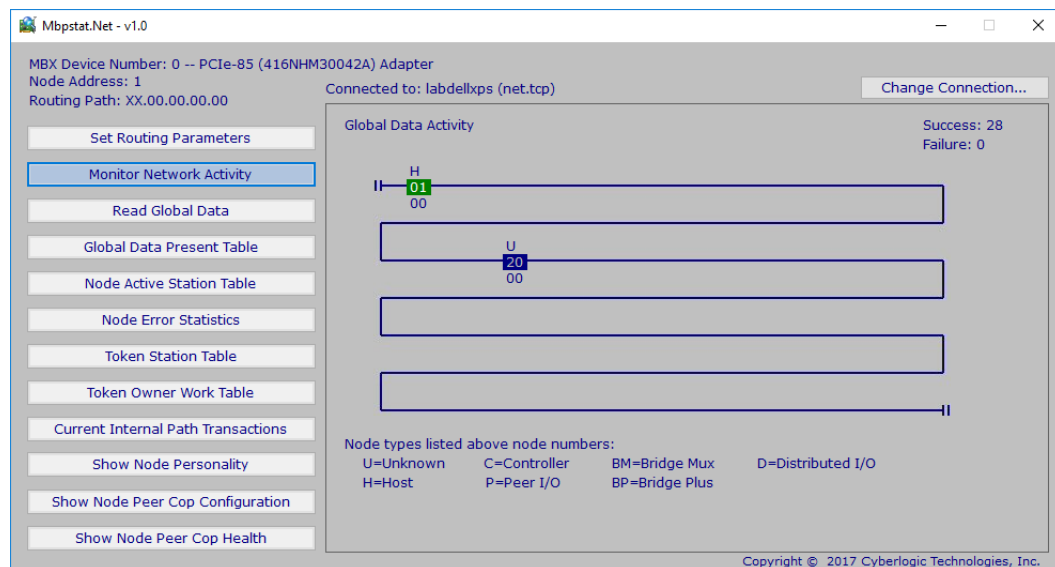 Mbpstat.Net - v1.0
MBX Device Number: 0 -- PCIe-85 (416NHM30042A) Adapter
Node Address: 1
Routing Path: XX.00.00.00.00
Connected to: labdellxps (net.tcp)
Change Connection...
Set Routing Parameters
Monitor Network Activity
Read Global Data
Global Data Present Table
Node Active Station Table
Node Error Statistics
Token Station Table
Token Owner Work Table
Current Internal Path Transactions
Show Node Personality
Show Node Peer Cop Configuration
Show Node Peer Cop Health
Global Data Activity
Success: 28
Failure: 0
H
01
00
U
20
00
Node types listed above node numbers:
U=Unknown C=Controller BM=Bridge Mux D=Distributed I/O
H=Host P=Peer I/O BP=Bridge Plus
Copyright © 2017 Cyberlogic Technologies, Inc.